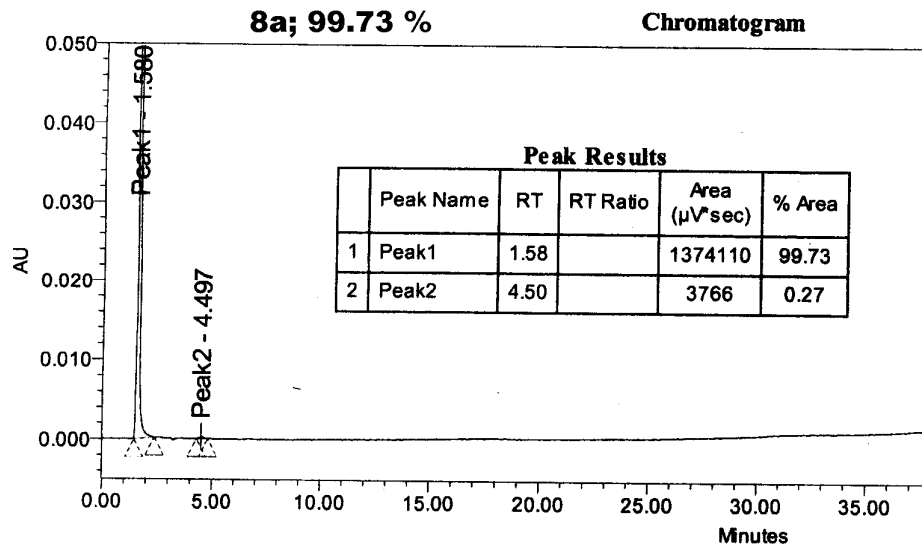 8a; 99.73 %
Chromatogram
AU
0.050
0.040
0.030
0.020
0.010
0.000
Peak1 - 1.580
Peak2 - 4.497
Peak Results
Peak Name RT RT Ratio Area (µV*sec) % Area
1 Peak1 1.58 1374110 99.73
2 Peak2 4.50 3766 0.27
0.00 5.00 10.00 15.00 20.00 25.00 30.00 35.00
Minutes